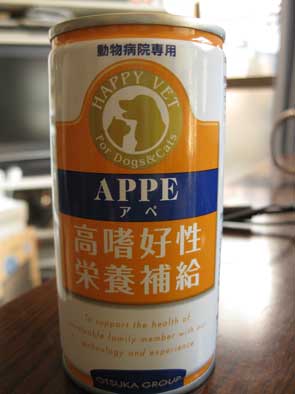 動物病院専用
HAPPY VET
For Dogs&Cats
APPE
アペ
高嗜好性
栄養補給
To support the health of
valuable family member with our
technology and experience
OTSUKA GROUP